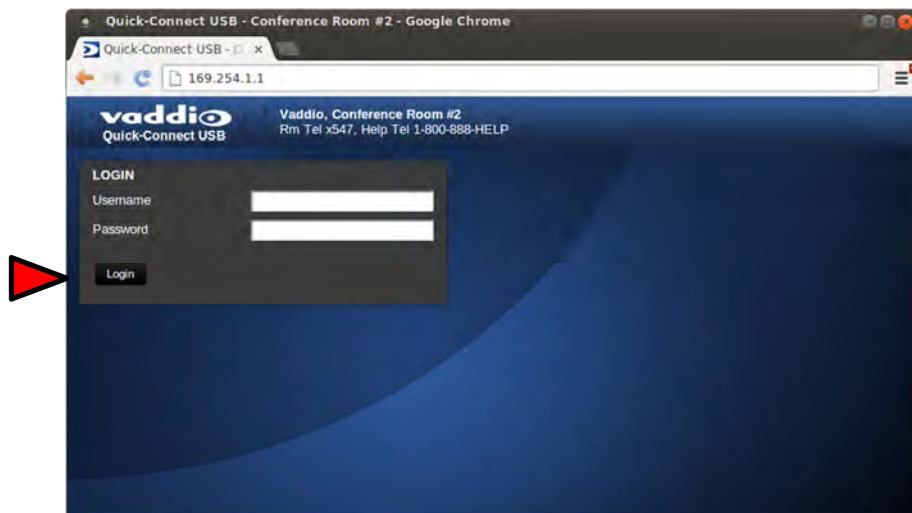 Quick-Connect USB - Conference Room #2 - Google Chrome
Quick-Connect USB -
169.254.1.1
vaddio
Quick-Connect USB
Vaddio, Conference Room #2
Rm Tel x547, Help Tel 1-800-888-HELP
LOGIN
Username
Password
Login